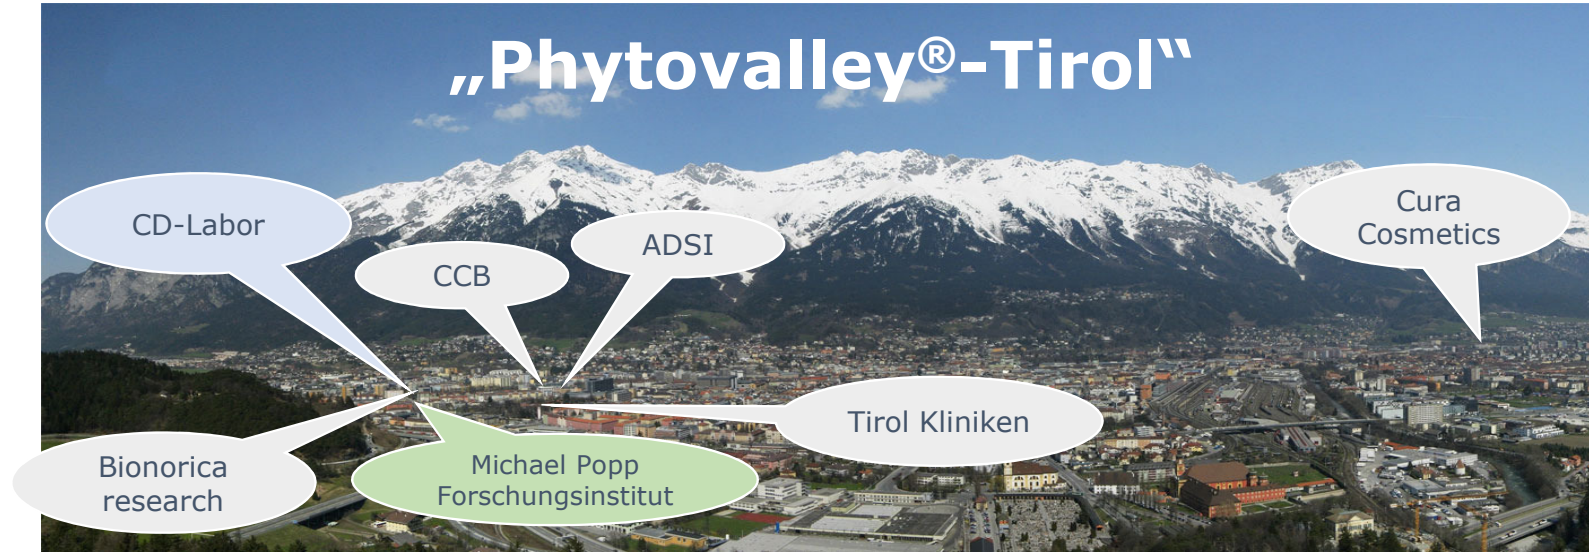 „Phytovalley®-Tirol“
CD-Labor
CCB
ADSI
Cura
Cosmetics
Tirol Kliniken
Bionorica
research
Michael Popp
Forschungsinstitut